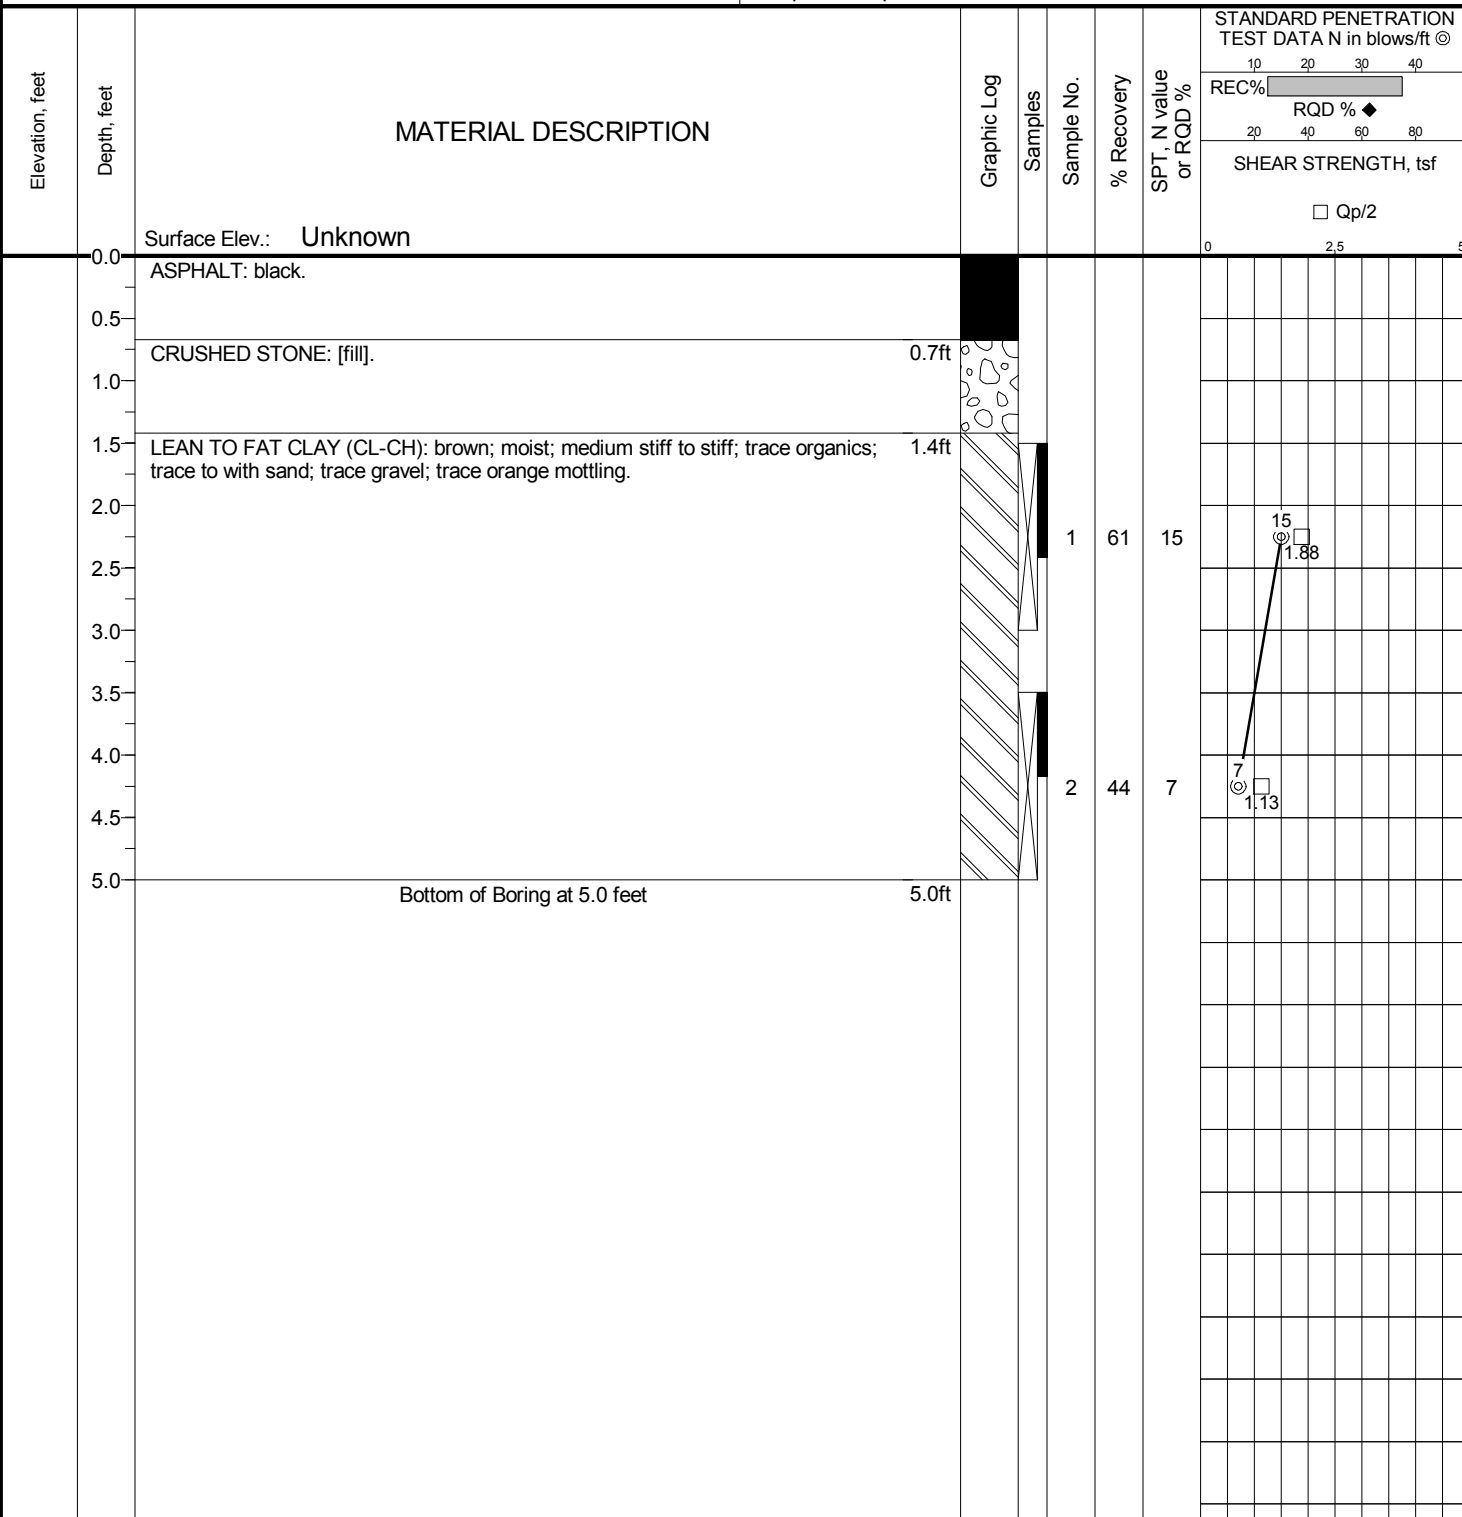 STANDARD PENETRATION
TEST DATA N in blows/ft
10 20 30 40
REC%
RQD %
20 40 60 80
SHEAR STRENGTH, tsf
Qp/2
0 2.5 5
Elevation, feet
Depth, feet
MATERIAL DESCRIPTION
Graphic Log
Samples
Sample No.
% Recovery
SPT, N value
or RQD %
Surface Elev.: Unknown
0.0
ASPHALT: black.
0.5
CRUSHED STONE: [fill]. 0.7ft
1.0
1.5
LEAN TO FAT CLAY (CL-CH): brown; moist; medium stiff to stiff; trace organics; 1.4ft
trace to with sand; trace gravel; trace orange mottling.
2.0
15
1 61 15
1.88
2.5
3.0
3.5
4.0
7
2 44 7
1.13
4.5
5.0
Bottom of Boring at 5.0 feet 5.0ft